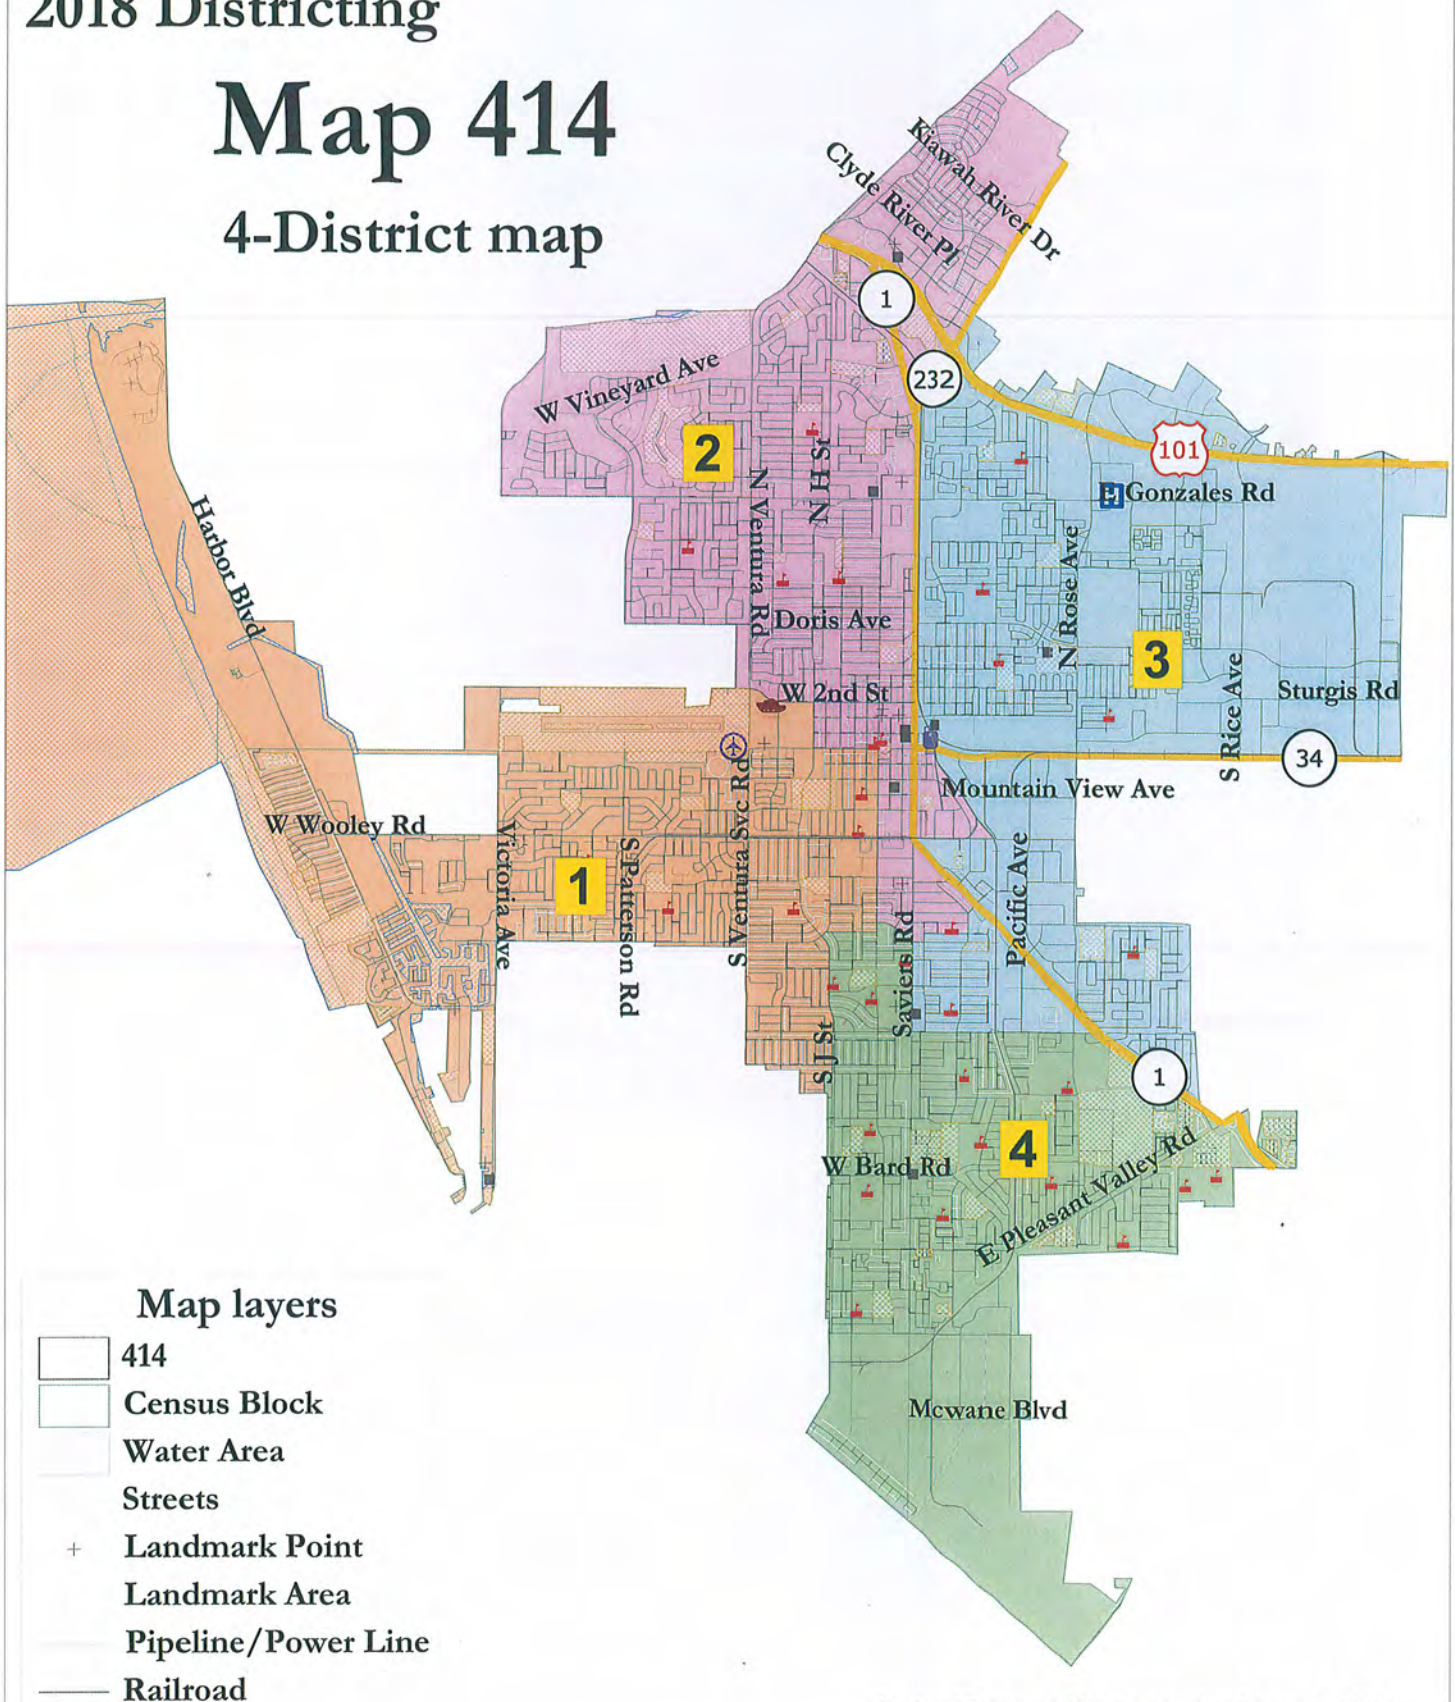 2018 Districting
Map 414
4-District map
Kiawah River Dr
Clyde River Pl
1
232
W Vineyard Ave
2
101
N H St
H
E Gonzales Rd
N Ventura Rd
Harbor Blvd
N Rose Ave
Doris Ave
3
S Rice Ave
Sturgis Rd
W 2nd St
34
Mountain View Ave
S Ventura Svc Rd
W Wooley Rd
Victoria Ave
1
S Patterson Rd
Pacific Ave
Saviers Rd
S J St
1
4
W Bard Rd
E Pleasant Valley Rd
Mcwane Blvd
Map layers
414
Census Block
Water Area
Streets
Landmark Point
Landmark Area
Pipeline/Power Line
Railroad